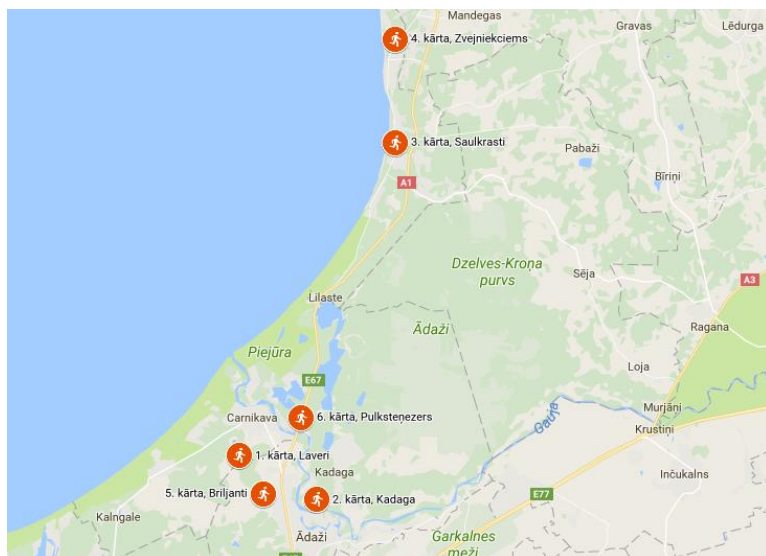 Mandegas
Gravas
Lēdurga
4. kārta, Zvejniekciems
3. kārta, Saulkrasti
Pabaži
Bīriņi
A1
Dzelves-Kroņa
purvs
Sēja
A3
Lilaste
Ādaži
Ragana
Piejūra
Loja
E67
Murjāņi
Gauja
Carnikava
6. kārta, Pulksteņezers
Krustiņi
1. kārta, Laveri
Kadaga
Inčukalns
5. kārta, Briljanti
2. kārta, Kadaga
E77
Kalngale
Ādaži
Garkalnes
meži